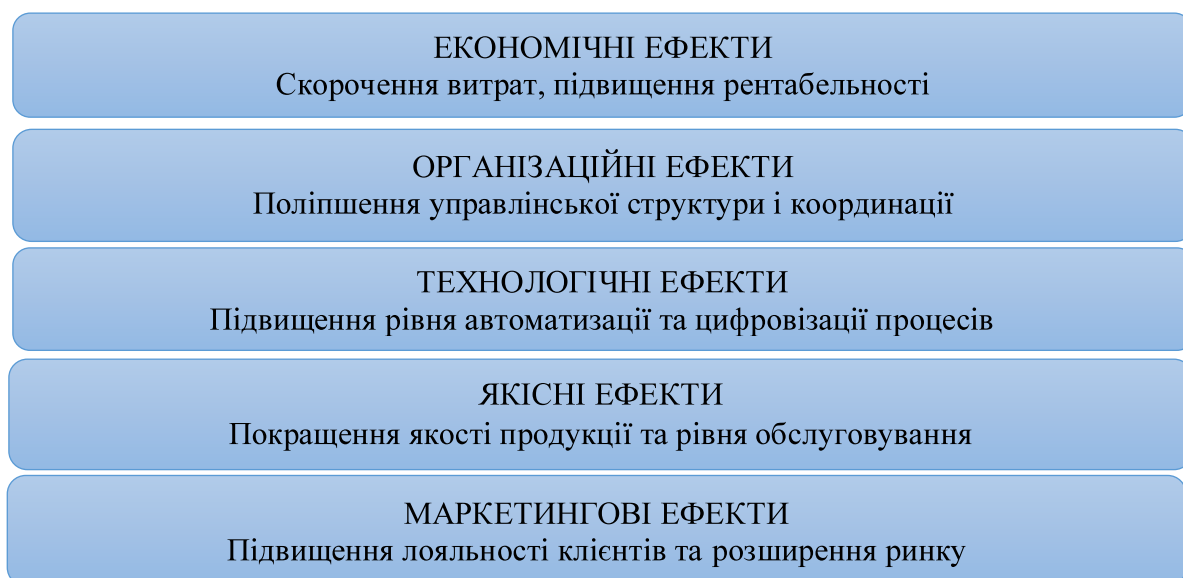 ЕКОНОМІЧНІ ЕФЕКТИ
Скорочення витрат, підвищення рентабельності
ОРГАНІЗАЦІЙНІ ЕФЕКТИ
Поліпшення управлінської структури і координації
ТЕХНОЛОГІЧНІ ЕФЕКТИ
Підвищення рівня автоматизації та цифровізації процесів
ЯКІСНІ ЕФЕКТИ
Покращення якості продукції та рівня обслуговування
МАРКЕТИНГОВІ ЕФЕКТИ
Підвищення лояльності клієнтів та розширення ринку